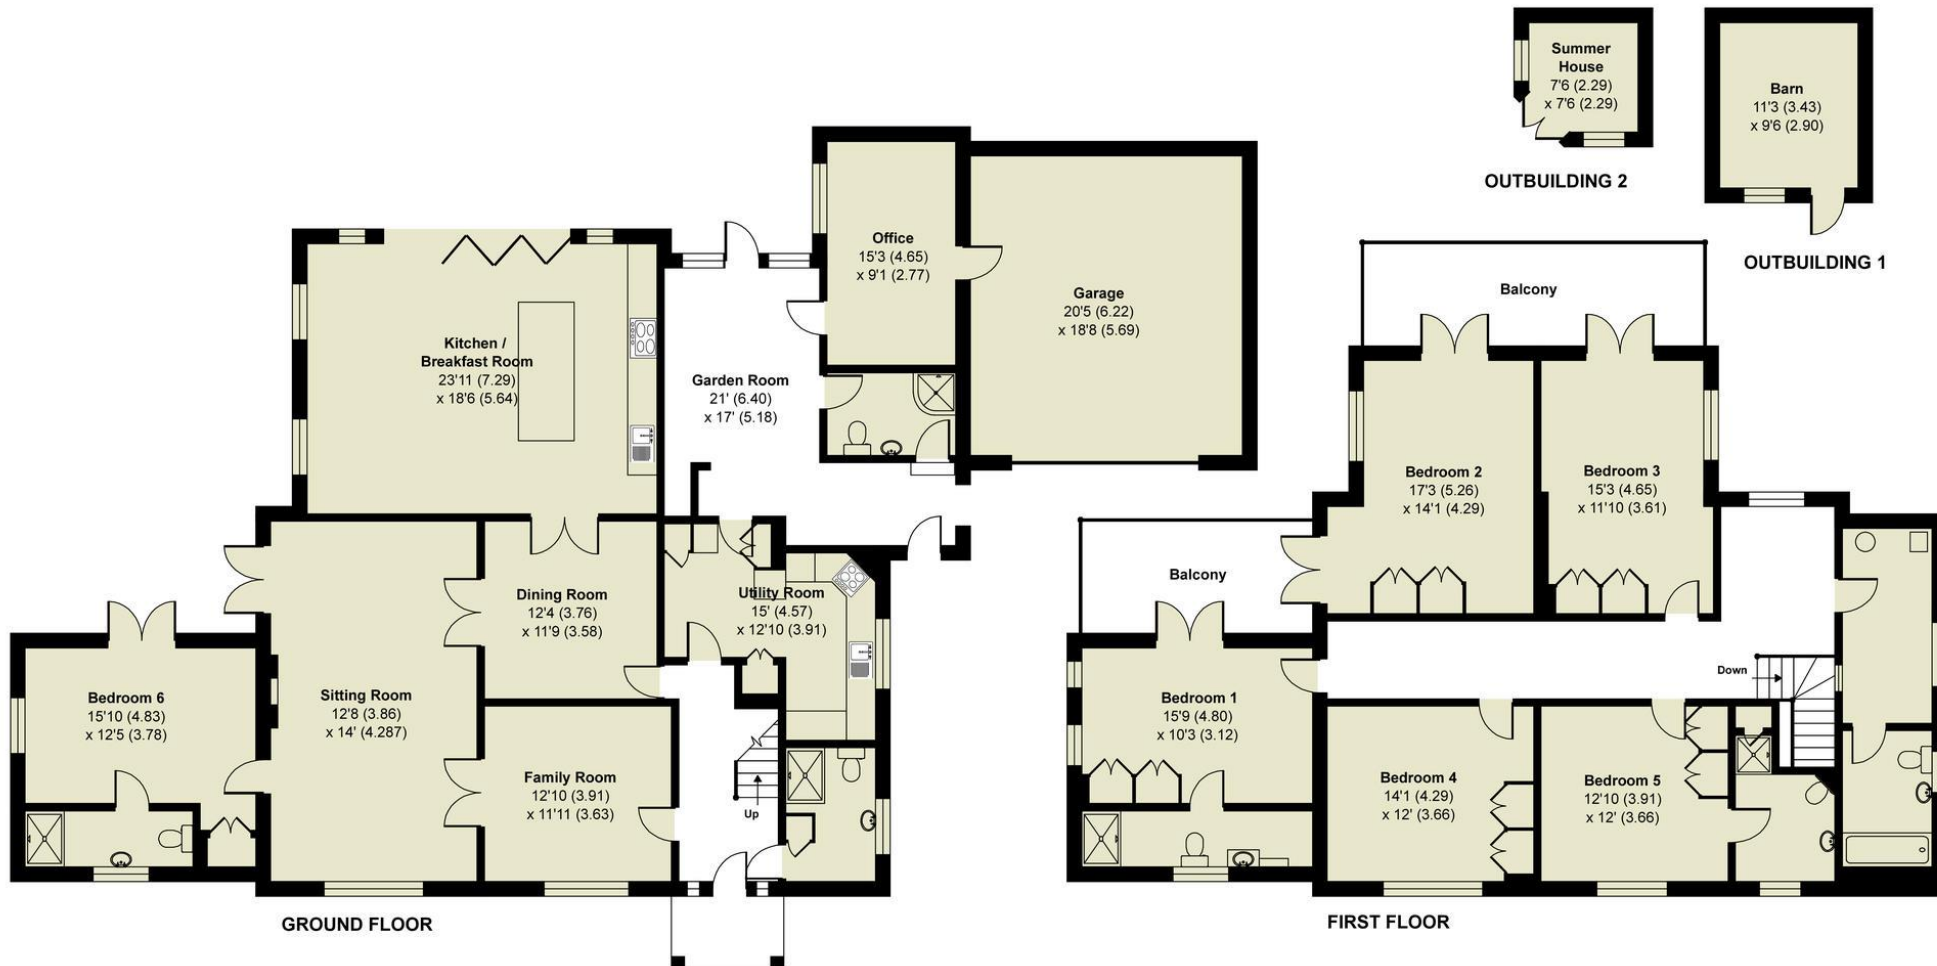 Summer
House
7'6 (2.29)
x 7'6 (2.29)
OUTBUILDING 2
Barn
11'3 (3.43)
x 9'6 (2.90)
OUTBUILDING 1
Office
15'3 (4.65)
x 9'1 (2.77)
Garage
20'5 (6.22)
x 18'8 (5.69)
Kitchen /
Breakfast Room
23'11 (7.29)
x 18'6 (5.64)
Garden Room
21' (6.40)
x 17' (5.18)
Dining Room
12'4 (3.76)
x 11'9 (3.58)
Utility Room
15' (4.57)
x 12'10 (3.91)
Bedroom 6
15'10 (4.83)
x 12'5 (3.78)
Sitting Room
12'8 (3.86)
x 14' (4.287)
Family Room
12'10 (3.91)
x 11'11 (3.63)
Up
GROUND FLOOR
Balcony
Bedroom 2
17'3 (5.26)
x 14'1 (4.29)
Bedroom 3
15'3 (4.65)
x 11'10 (3.61)
Balcony
Bedroom 1
15'9 (4.80)
x 10'3 (3.12)
Down
Bedroom 4
14'1 (4.29)
x 12' (3.66)
Bedroom 5
12'10 (3.91)
x 12' (3.66)
FIRST FLOOR